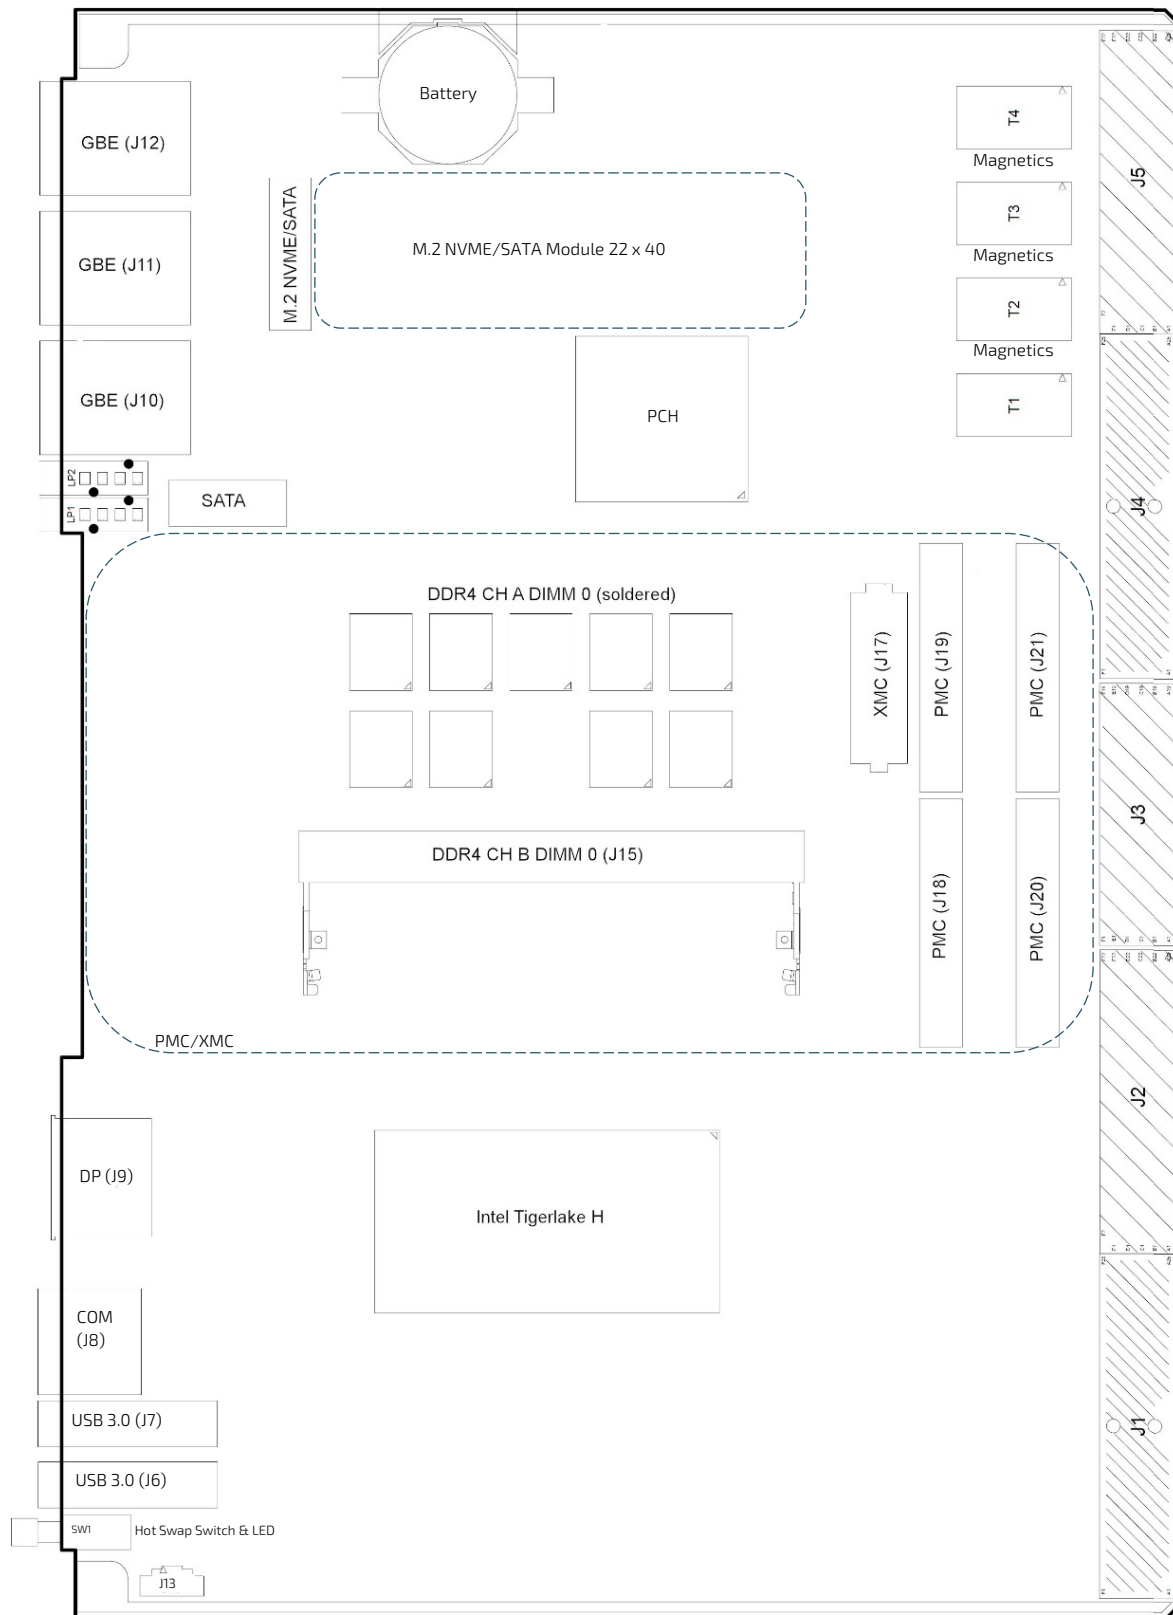 Battery
GBE (J12)
T4
Magnetics
J5
M.2 NVME/SATA
M.2 NVME/SATA Module 22 x 40
T3
Magnetics
GBE (J11)
T2
Magnetics
GBE (J10)
PCH
T1
LP2
LP1
SATA
J4
DDR4 CH A DIMM 0 (soldered)
XMC (J17)
PMC (J19)
PMC (J21)
J3
DDR4 CH B DIMM 0 (J15)
PMC (J18)
PMC (J20)
PMC/XMC
J2
DP (J9)
Intel Tigerlake H
COM
(J8)
USB 3.0 (J7)
J1
USB 3.0 (J6)
SW1
Hot Swap Switch & LED
J13